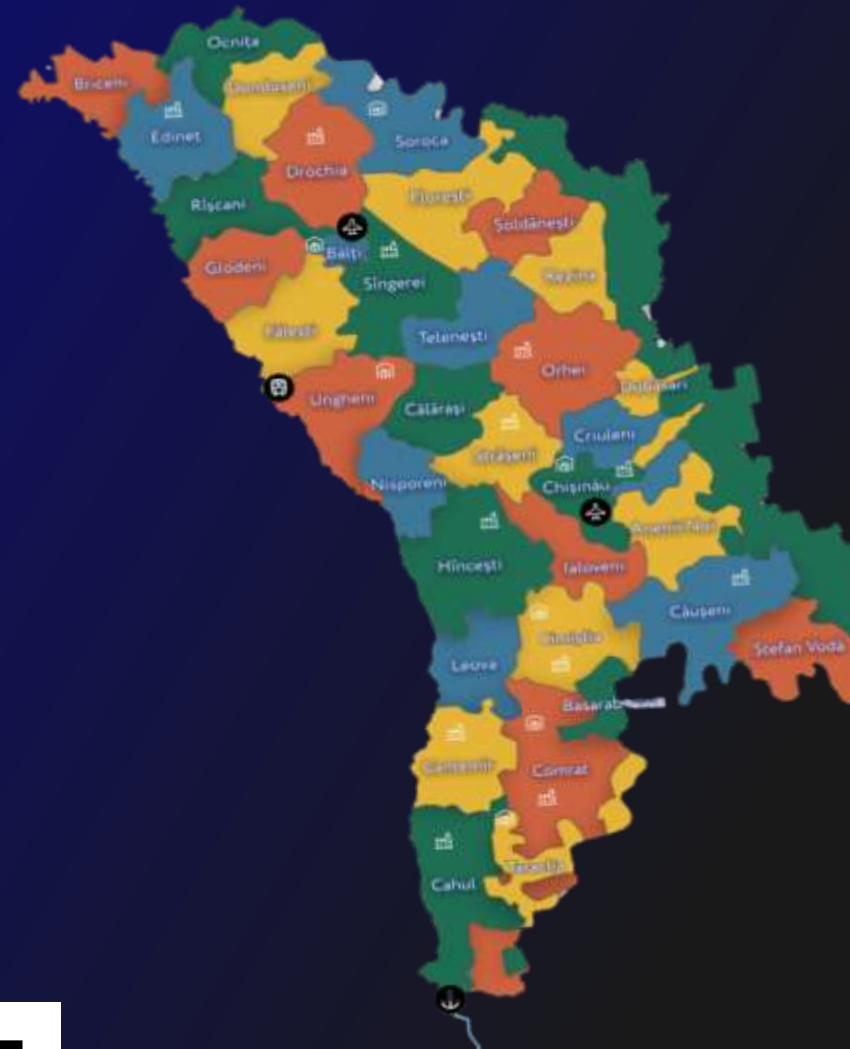 Ocnița
Briceni
Dondușeni
Edineț
Soroca
Drochia
Rîșcani
Florești
Șoldănești
Bălți
Glodeni
Rezina
Sîngerei
Fălești
Telenești
Orhei
Dubăsari
Ungheni
Călărași
Criuleni
Strășeni
Nisporeni
Chișinău
Anenii Noi
Hîncești
Ialoveni
Căușeni
Cimișlia
Ștefan Vodă
Leova
Basarab
Cantemir
Comrat
Taraclia
Cahul